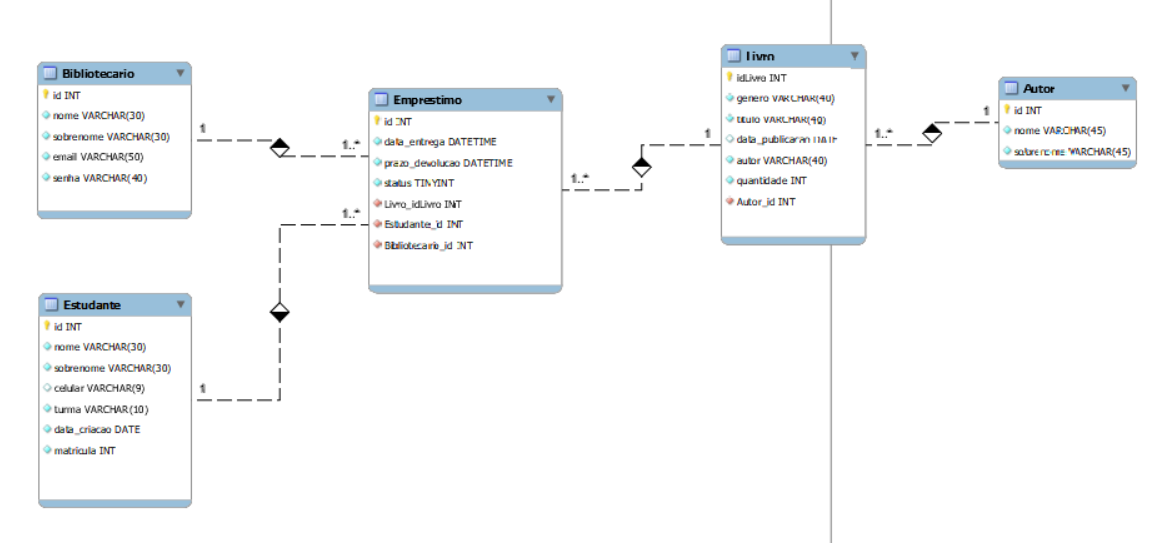 Bibliotecario
id INT
nome VARCHAR(30)
sobrenome VARCHAR(30)
email VARCHAR(50)
senha VARCHAR(40)
1
1..*
Emprestimo
id INT
data_entrega DATETIME
prazo_devolucao DATETIME
status TINYINT
Livro_idLivro INT
Estudante_id INT
Bibliotecario_id INT
1..*
1
Livro
idLivro INT
genero VARCHAR(40)
titulo VARCHAR(40)
data_publicacao DATE
autor VARCHAR(40)
quantidade INT
Autor_id INT
1..*
1
Autor
id INT
nome VARCHAR(45)
sobrenome VARCHAR(45)
Estudante
id INT
nome VARCHAR(30)
sobrenome VARCHAR(30)
celular VARCHAR(9)
turma VARCHAR(10)
data_criacao DATE
matricula INT
1
1..*